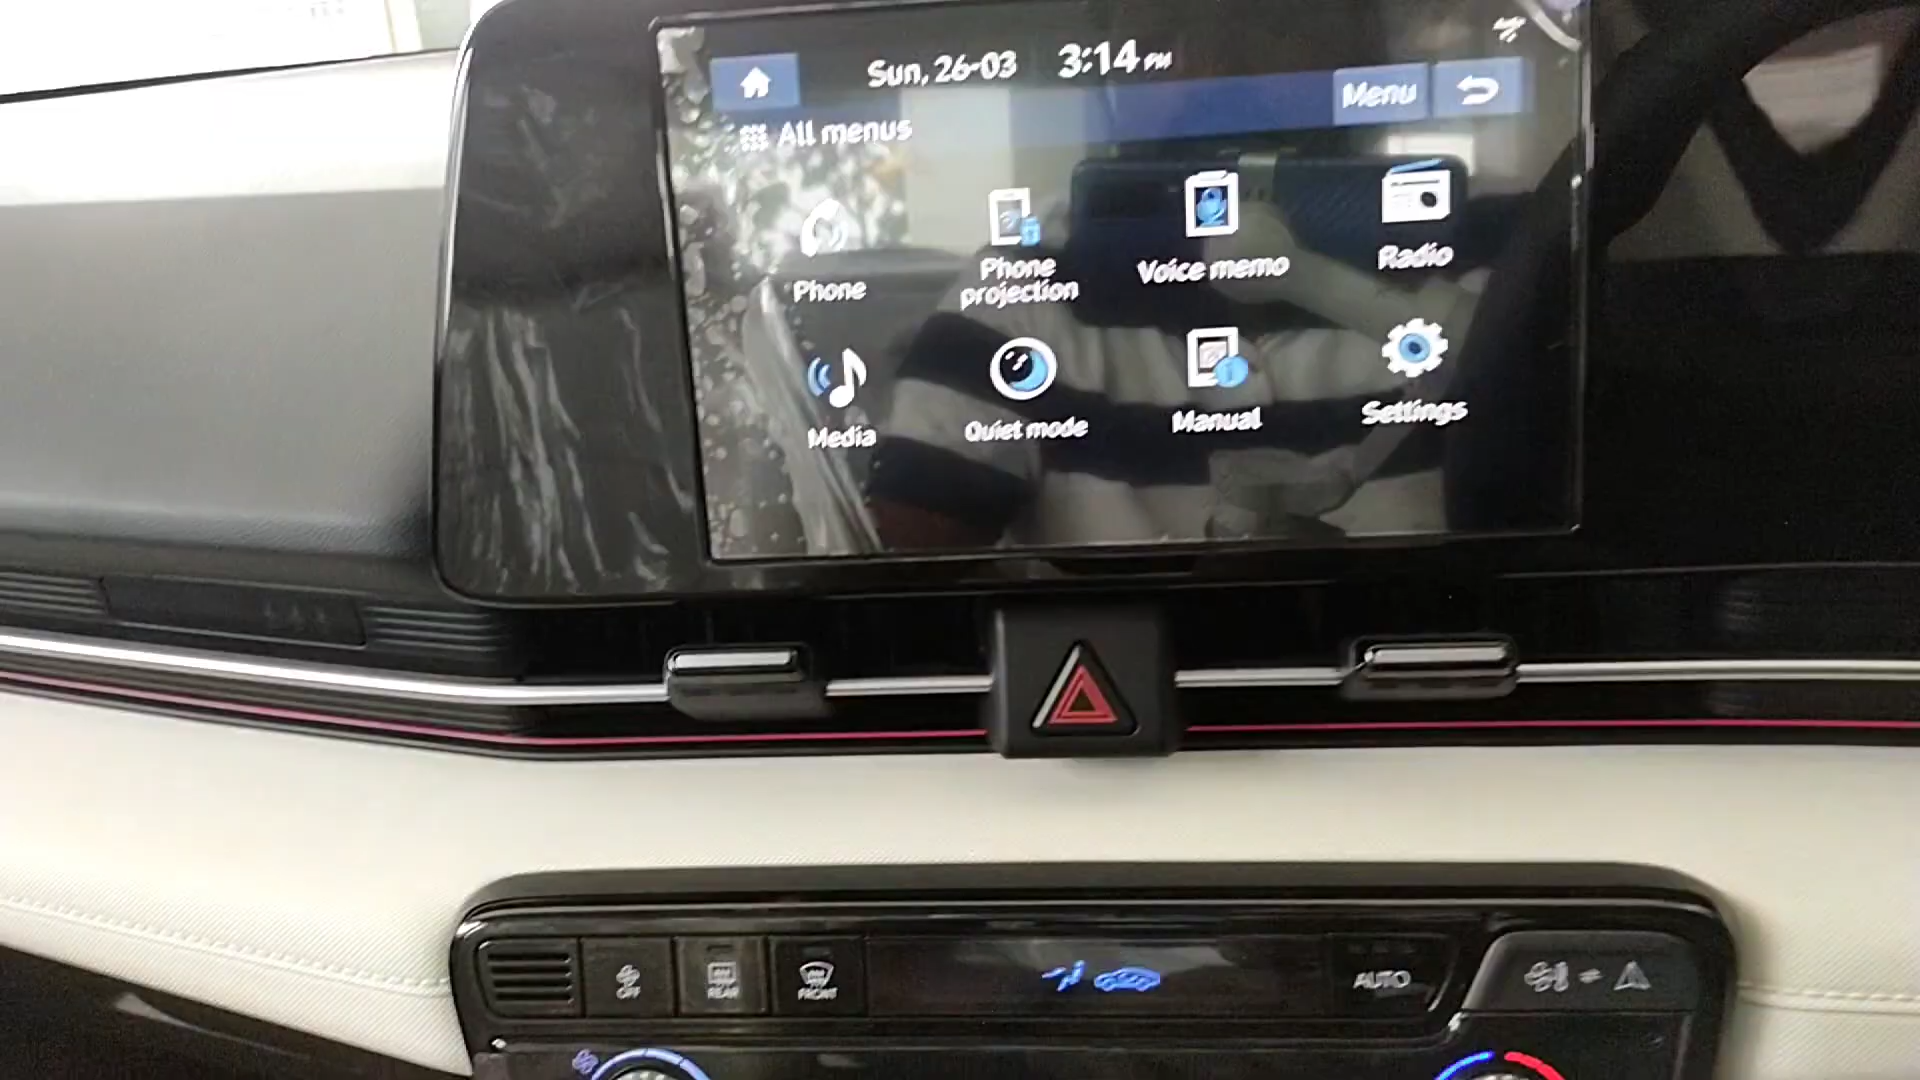 Sun, 26-03 3:14 PM
Menu
All menus
Phone
Phone
projection
Voice memo
Radio
Media
Quiet mode
Manual
Settings
OFF
REAR
FRONT
AUTO